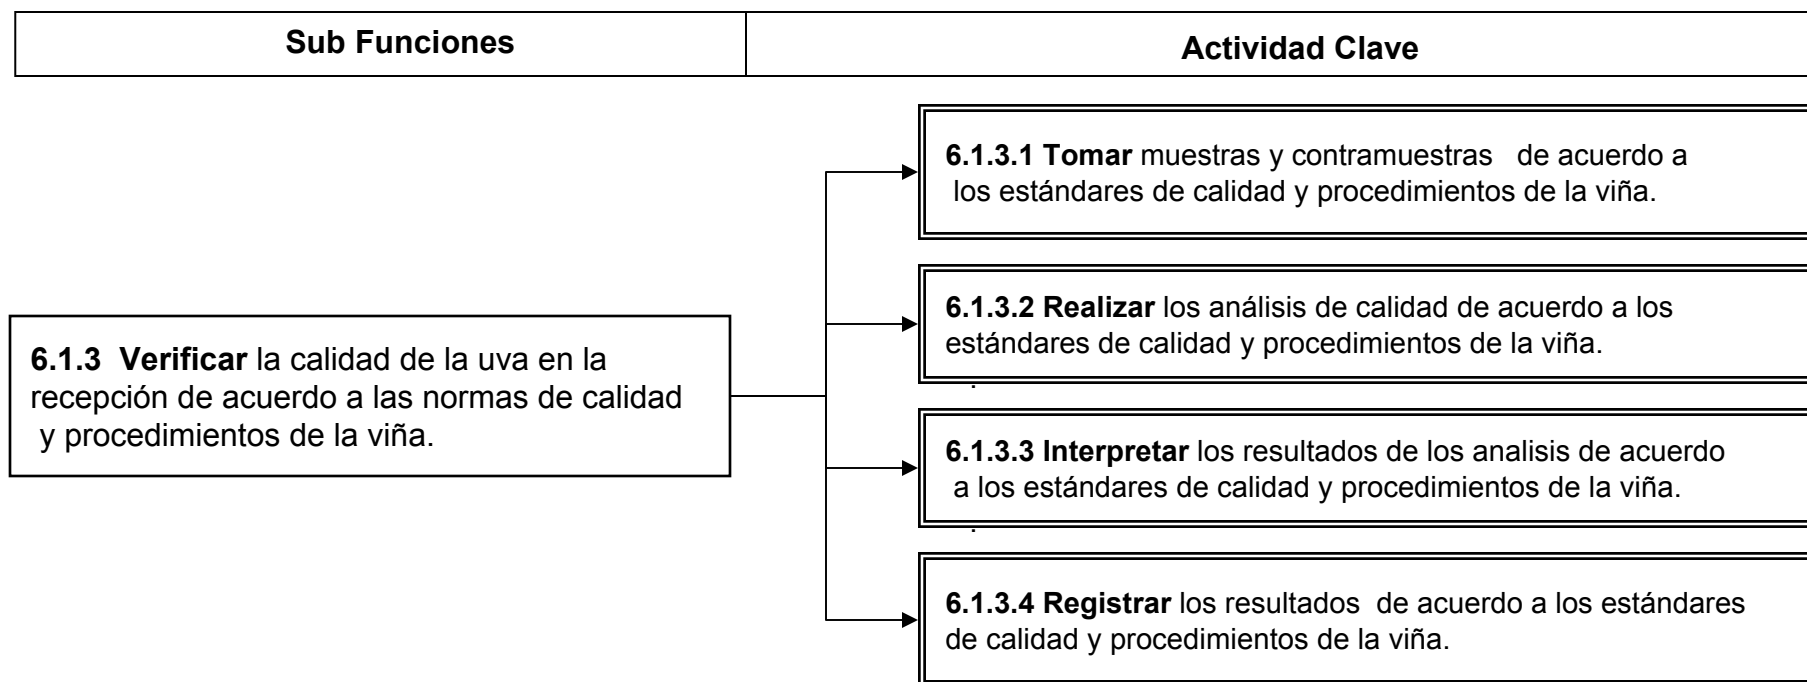 Sub Funciones
Actividad Clave
6.1.3 Verificar la calidad de la uva en la
recepción de acuerdo a las normas de calidad
y procedimientos de la viña.
6.1.3.1 Tomar muestras y contramuestras de acuerdo a
los estándares de calidad y procedimientos de la viña.
6.1.3.2 Realizar los análisis de calidad de acuerdo a los
estándares de calidad y procedimientos de la viña.
.
6.1.3.3 Interpretar los resultados de los analisis de acuerdo
a los estándares de calidad y procedimientos de la viña.
.
6.1.3.4 Registrar los resultados de acuerdo a los estándares
de calidad y procedimientos de la viña.